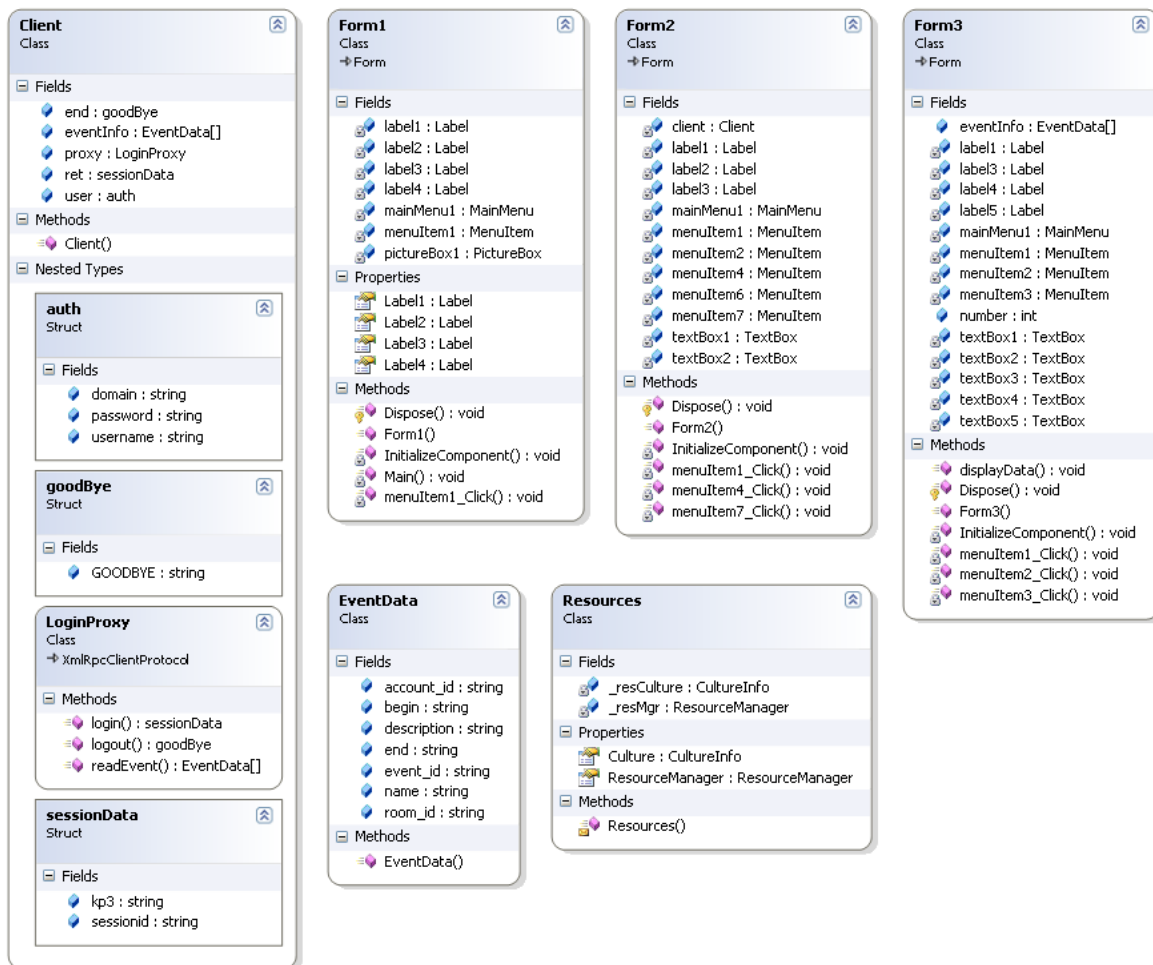 Client
Class
Fields
end : goodBye
eventInfo : EventData[]
proxy : LoginProxy
ret : sessionData
user : auth
Methods
Client()
Nested Types
auth
Struct
Fields
domain : string
password : string
username : string
goodBye
Struct
Fields
GOODBYE : string
LoginProxy
Class
XmlRpcClientProtocol
Methods
login() : sessionData
logout() : goodBye
readEvent() : EventData[]
sessionData
Struct
Fields
kp3 : string
sessionid : string
Form1
Class
Form
Fields
label1 : Label
label2 : Label
label3 : Label
label4 : Label
mainMenu1 : MainMenu
menuItem1 : MenuItem
pictureBox1 : PictureBox
Properties
Label1 : Label
Label2 : Label
Label3 : Label
Label4 : Label
Methods
Dispose() : void
Form1()
InitializeComponent() : void
Main() : void
menuItem1_Click() : void
Form2
Class
Form
Fields
client : Client
label1 : Label
label2 : Label
label3 : Label
mainMenu1 : MainMenu
menuItem1 : MenuItem
menuItem2 : MenuItem
menuItem4 : MenuItem
menuItem6 : MenuItem
menuItem7 : MenuItem
textBox1 : TextBox
textBox2 : TextBox
Methods
Dispose() : void
Form2()
InitializeComponent() : void
menuItem1_Click() : void
menuItem4_Click() : void
menuItem7_Click() : void
Form3
Class
Form
Fields
eventInfo : EventData[]
label1 : Label
label3 : Label
label4 : Label
label5 : Label
mainMenu1 : MainMenu
menuItem1 : MenuItem
menuItem2 : MenuItem
menuItem3 : MenuItem
number : int
textBox1 : TextBox
textBox2 : TextBox
textBox3 : TextBox
textBox4 : TextBox
textBox5 : TextBox
Methods
displayData() : void
Dispose() : void
Form3()
InitializeComponent() : void
menuItem1_Click() : void
menuItem2_Click() : void
menuItem3_Click() : void
EventData
Class
Fields
account_id : string
begin : string
description : string
end : string
event_id : string
name : string
room_id : string
Methods
EventData()
Resources
Class
Fields
_resCulture : CultureInfo
_resMgr : ResourceManager
Properties
Culture : CultureInfo
ResourceManager : ResourceManager
Methods
Resources()